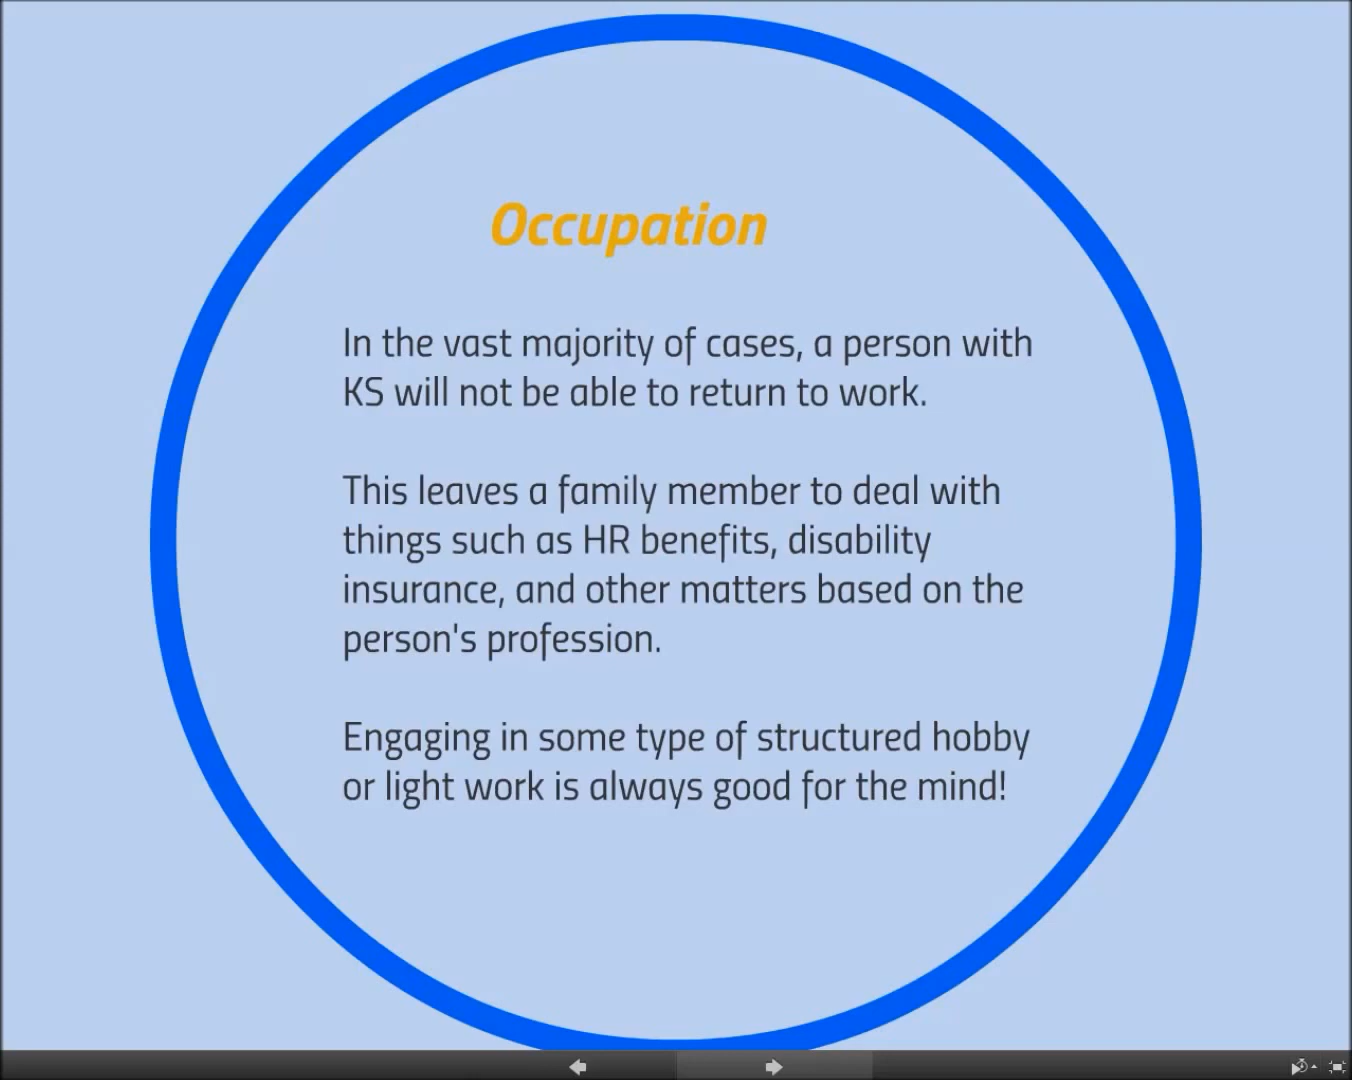 Occupation
In the vast majority of cases, a person with
KS will not be able to return to work.
This leaves a family member to deal with
things such as HR benefits, disability
insurance, and other matters based on the
person's profession.
Engaging in some type of structured hobby
or light work is always good for the mind!